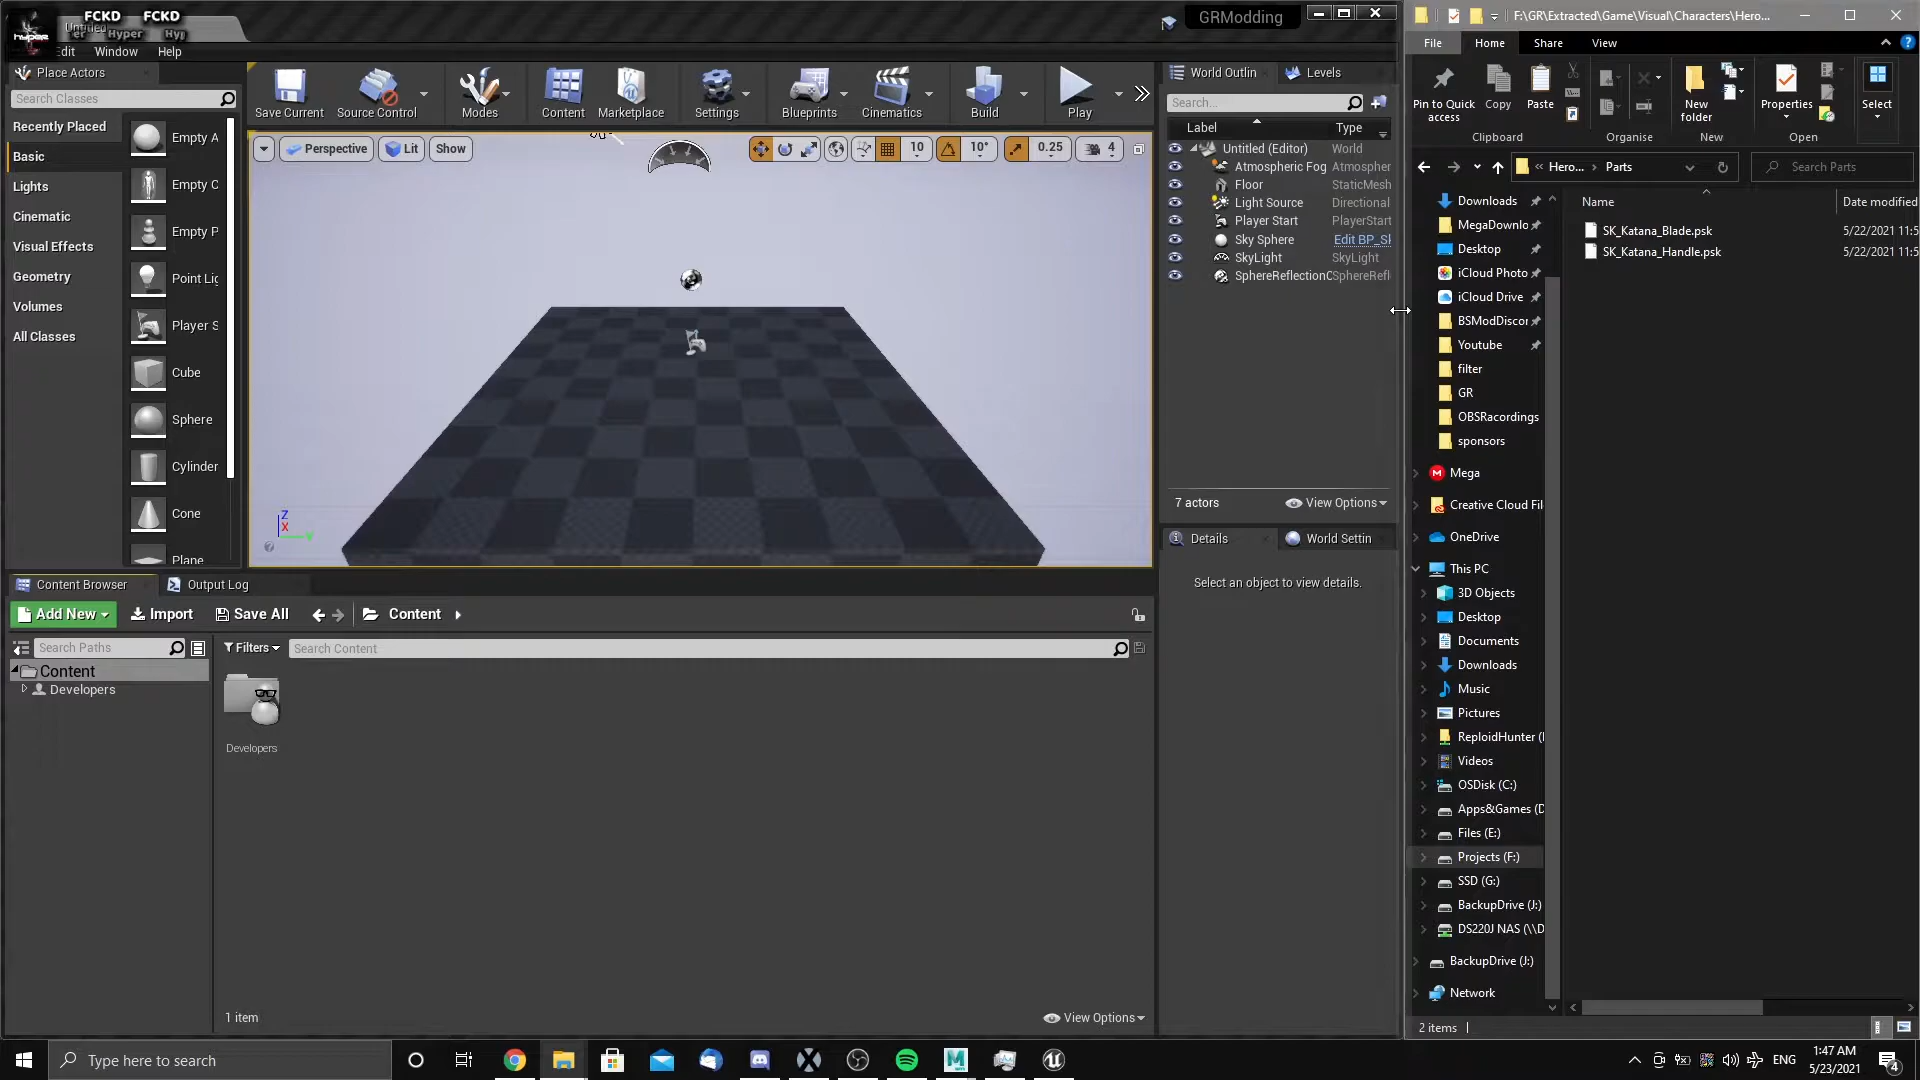 FCKD FCKD
er Hyper Hyp
HYPER
Untitled
GRModding
Edit Window Help
Place Actors
Search Classes
Recently Placed
Basic
Lights
Cinematic
Visual Effects
Geometry
Volumes
All Classes
Empty A
Empty C
Empty P
Point Lig
Player S
Cube
Sphere
Cylinder
Cone
Plane
Save Current
Source Control
Modes
Content
Marketplace
Settings
Blueprints
Cinematics
Build
Play
Perspective
Lit
Show
10
10°
0.25
4
Z
X
World Outlin
Levels
Search...
Label Type
Untitled (Editor) World
Atmospheric Fog Atmospher
Floor StaticMesh
Light Source Directional
Player Start PlayerStart
Sky Sphere Edit BP_Sl
SkyLight SkyLight
SphereReflectionC SphereRefl
7 actors
View Options
Details
World Settin
Select an object to view details.
Content Browser
Output Log
Add New
Import
Save All
Content
Search Paths
Content
Developers
Filters
Search Content
Developers
1 item
View Options
F:\GR\Extracted\Game\Visual\Characters\Hero...
File Home Share View
Pin to Quick access
Copy
Paste
Clipboard
Organise
New folder
New
Properties
Open
Select
Hero... › Parts
Search Parts
Name
Date modified
SK_Katana_Blade.psk 5/22/2021 11:5
SK_Katana_Handle.psk 5/22/2021 11:5
Downloads
MegaDownlo
Desktop
iCloud Photo
iCloud Drive
BSModDiscor
Youtube
filter
GR
OBSRacordings
sponsors
Mega
Creative Cloud Fil
OneDrive
This PC
3D Objects
Desktop
Documents
Downloads
Music
Pictures
ReploidHunter (
Videos
OSDisk (C:)
Apps&Games (D
Files (E:)
Projects (F:)
SSD (G:)
BackupDrive (J:)
DS220J NAS (\\D
BackupDrive (J:)
Network
2 items
Type here to search
ENG
1:47 AM
5/23/2021
4